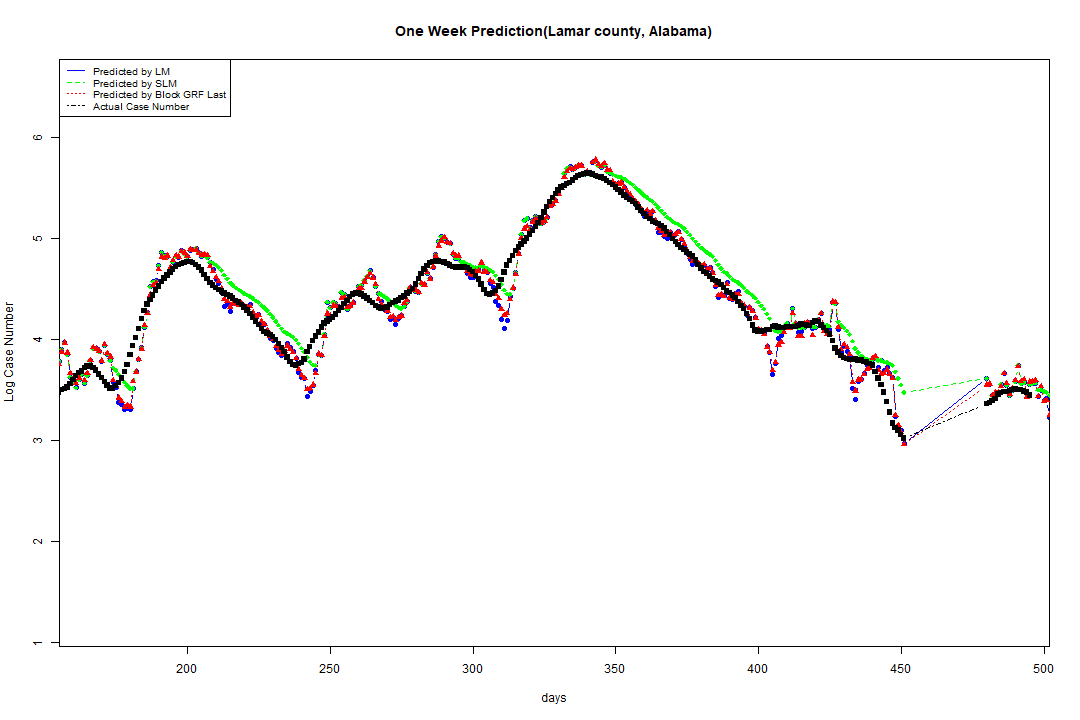 One Week Prediction(Lamar county, Alabama)
Predicted by LM
Predicted by SLM
Predicted by Block GRF Last
Actual Case Number
Log Case Number
6
5
4
3
2
1
200 250 300 350 400 450 500
days